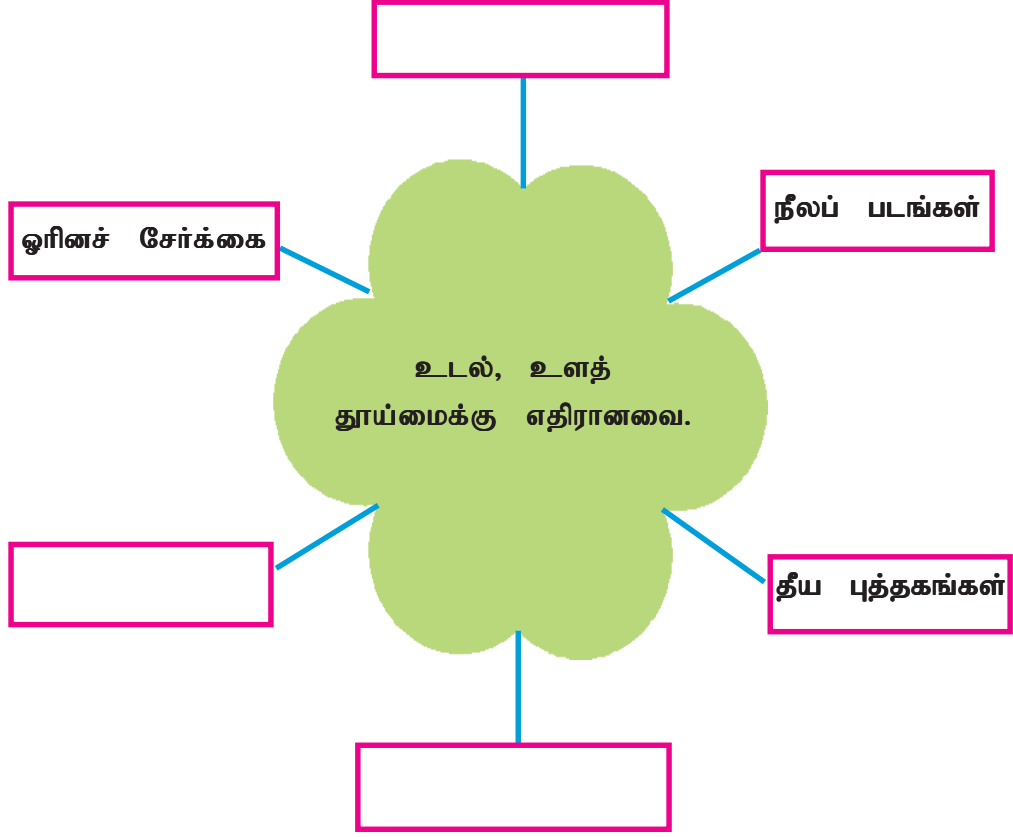 நீலப் படங்கள்
ஓரினச் சேர்க்கை
உடல், உளத்
தூய்மைக்கு எதிரானவை.
தீய புத்தகங்கள்